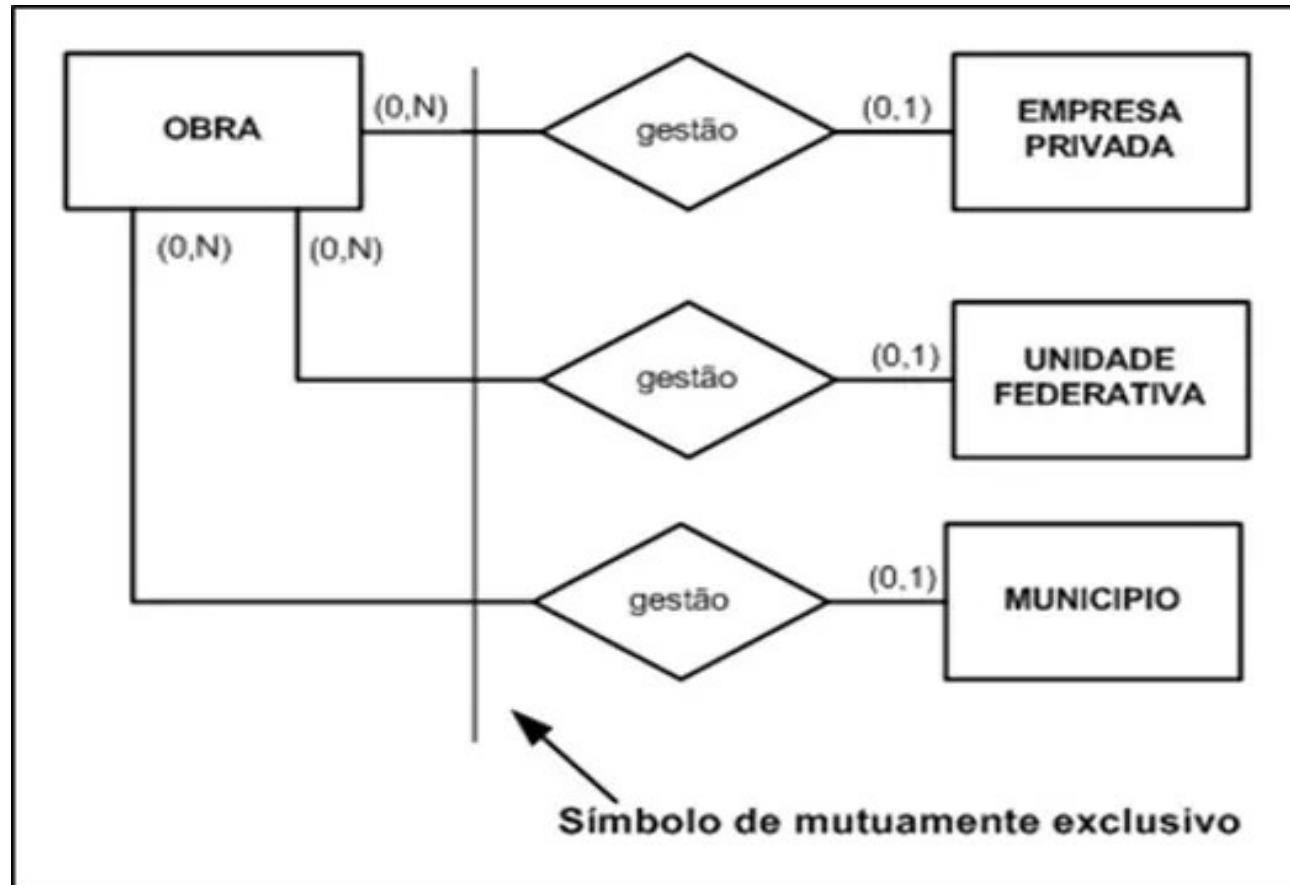 OBRA
(0,N)
gestão
(0,1)
EMPRESA
PRIVADA
(0,N)
(0,N)
gestão
(0,1)
UNIDADE
FEDERATIVA
gestão
(0,1)
MUNICIPIO
Símbolo de mutuamente exclusivo